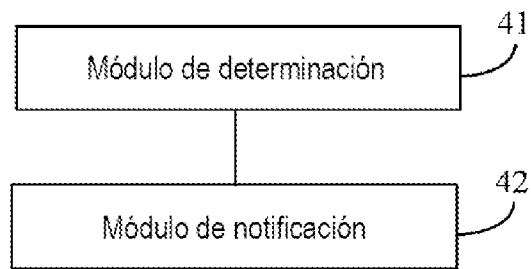 41
Módulo de determinación
42
Módulo de notificación